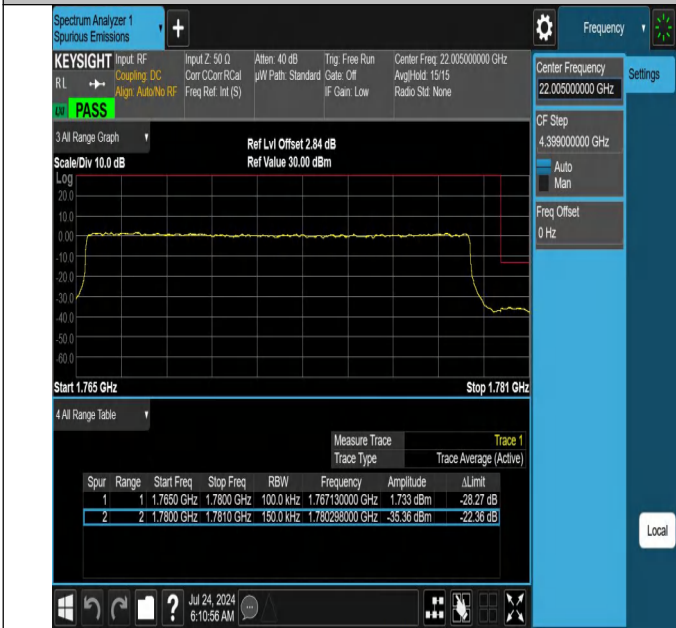 Spectrum Analyzer 1
Spurious Emissions
+
Frequency
KEYSIGHT
RL
PASS
Input: RF
Coupling: DC
Align: Auto/No RF
Input Z: 50 Ω
Corr CCorr RCal
Freq Ref: Int (S)
Atten: 40 dB
µW Path: Standard
Trig: Free Run
Gate: Off
IF Gain: Low
Center Freq: 22.005000000 GHz
Avg|Hold: 15/15
Radio Std: None
Center Frequency
22.005000000 GHz
Settings
CF Step
4.399000000 GHz
Auto
Man
Freq Offset
0 Hz
3 All Range Graph
Scale/Div 10.0 dB
Ref Lvl Offset 2.84 dB
Ref Value 30.00 dBm
Log
20.0
10.0
0.00
-10.0
-20.0
-30.0
-40.0
-50.0
-60.0
Start 1.765 GHz
Stop 1.781 GHz
4 All Range Table
Measure Trace Trace 1
Trace Type Trace Average (Active)
Spur Range Start Freq Stop Freq RBW Frequency Amplitude ΔLimit
1 1 1.7650 GHz 1.7800 GHz 100.0 kHz 1.767130000 GHz 1.733 dBm -28.27 dB
2 2 1.7800 GHz 1.7810 GHz 150.0 kHz 1.780298000 GHz -35.36 dBm -22.36 dB
Local
?
Jul 24, 2024
6:10:56 AM